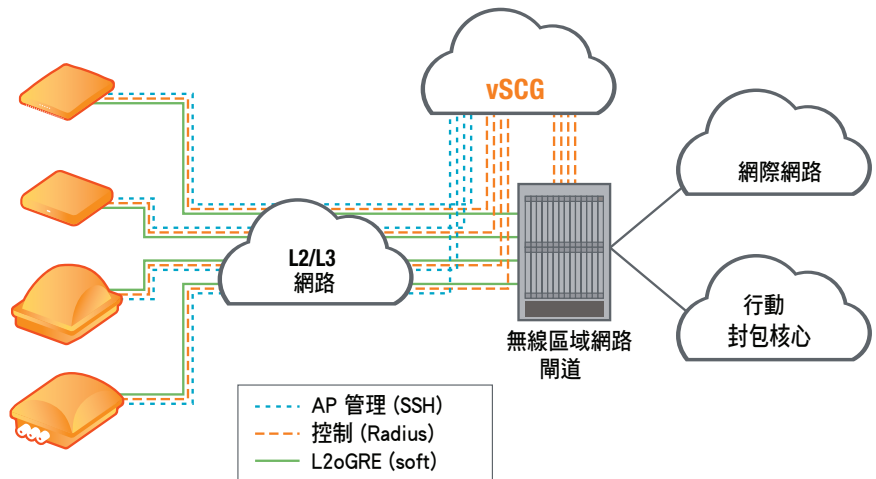 vSCG
網際網路
L2/L3
網路
行動
封包核心
無線區域網路
閘道
AP 管理 (SSH)
控制 (Radius)
L2oGRE (soft)